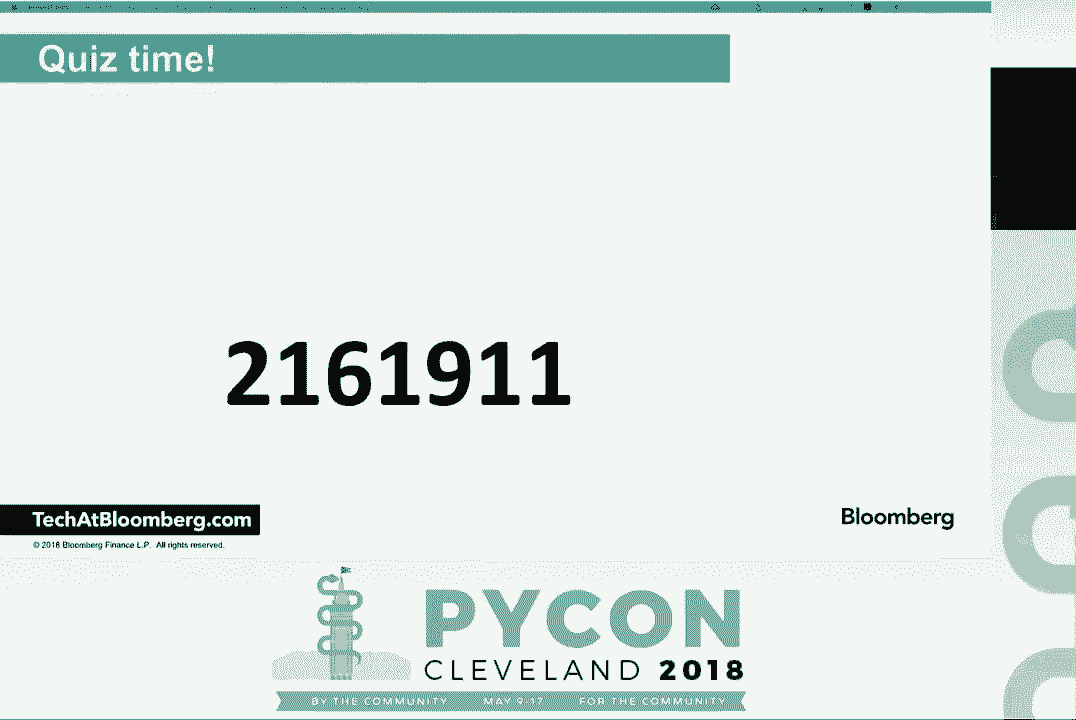 Quiz time!
2161911
TechAtBloomberg.com
Bloomberg
© 2018 Bloomberg Finance L.P. All rights reserved.
PYCON
CLEVELAND 2018
BY THE COMMUNITY MAY 9-17 FOR THE COMMUNITY